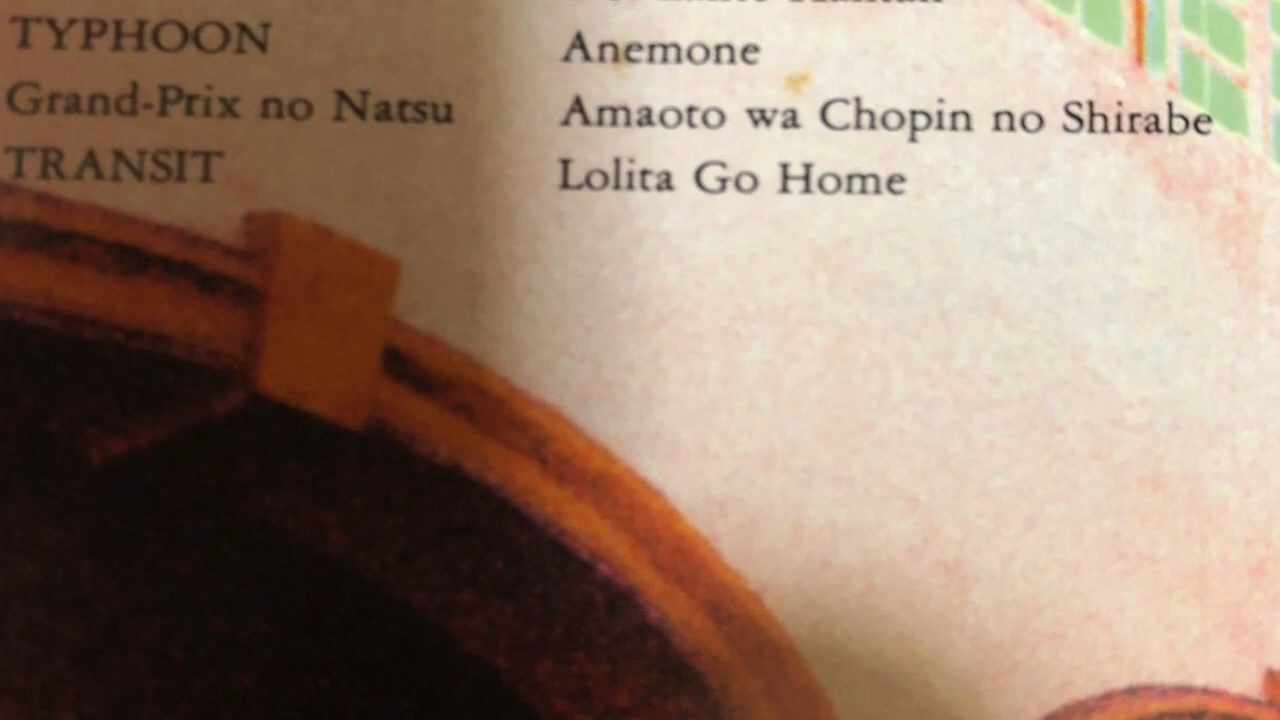 TYPHOON
Grand-Prix no Natsu
TRANSIT
Anemone
Amaoto wa Chopin no Shirabe
Lolita Go Home